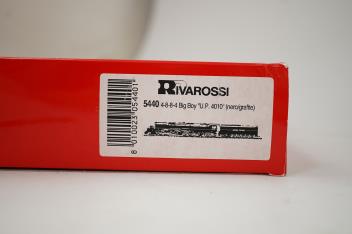 RIVAROSSI
5440 4-8-8-4 Big Boy "U.P. 4010" (nero/grafite)
8 010023 054401